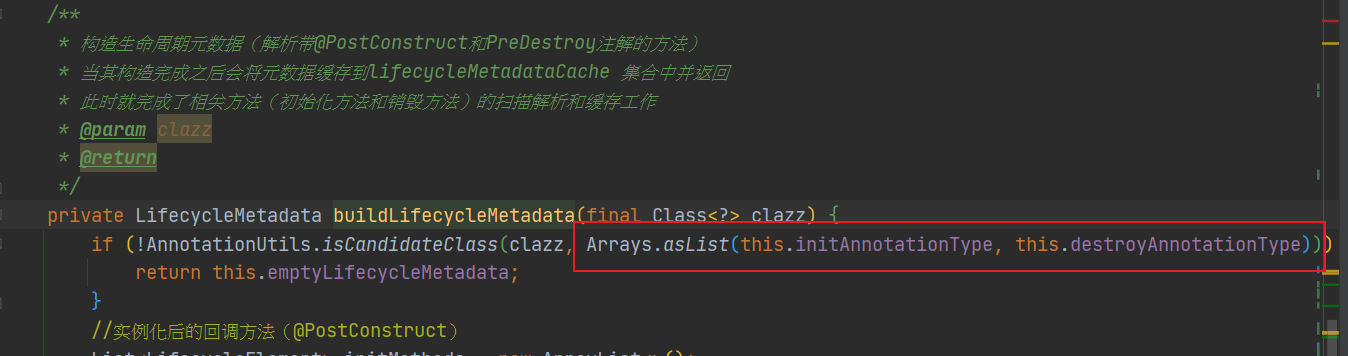 /**
* 构造生命周期元数据（解析带@PostConstruct和PreDestroy注解的方法）
* 当其构造完成之后会将元数据缓存到lifecycleMetadataCache 集合中并返回
* 此时就完成了相关方法（初始化方法和销毁方法）的扫描解析和缓存工作
* @param clazz
* @return
*/
private LifecycleMetadata buildLifecycleMetadata(final Class<?> clazz) {
if (!AnnotationUtils.isCandidateClass(clazz, Arrays.asList(this.initAnnotationType, this.destroyAnnotationType)))
return this.emptyLifecycleMetadata;
}
//实例化后的回调方法（@PostConstruct）